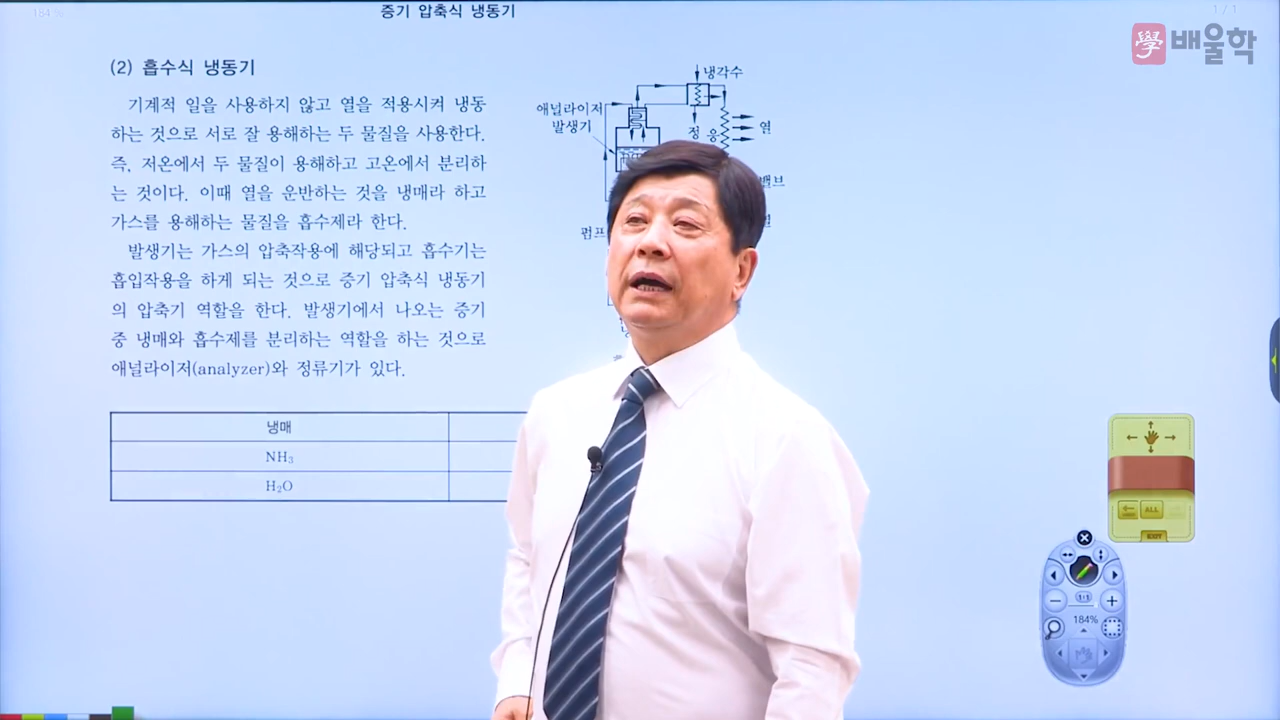 184 %
증기 압축식 냉동기
1 / 1
學 배울학
(2) 흡수식 냉동기
기계적 일을 사용하지 않고 열을 적용시켜 냉동
하는 것으로 서로 잘 용해하는 두 물질을 사용한다.
즉, 저온에서 두 물질이 용해하고 고온에서 분리하
는 것이다. 이때 열을 운반하는 것을 냉매라 하고
가스를 용해하는 물질을 흡수제라 한다.
발생기는 가스의 압축작용에 해당되고 흡수기는
흡입작용을 하게 되는 것으로 증기 압축식 냉동기
의 압축기 역할을 한다. 발생기에서 나오는 증기
중 냉매와 흡수제를 분리하는 역할을 하는 것으로
애널라이저(analyzer)와 정류기가 있다.
냉각수
애널라이저
발생기
정 응
열
밸브
펌프
냉매
NH₃
H₂O
ALL
EXIT
1:1
184%